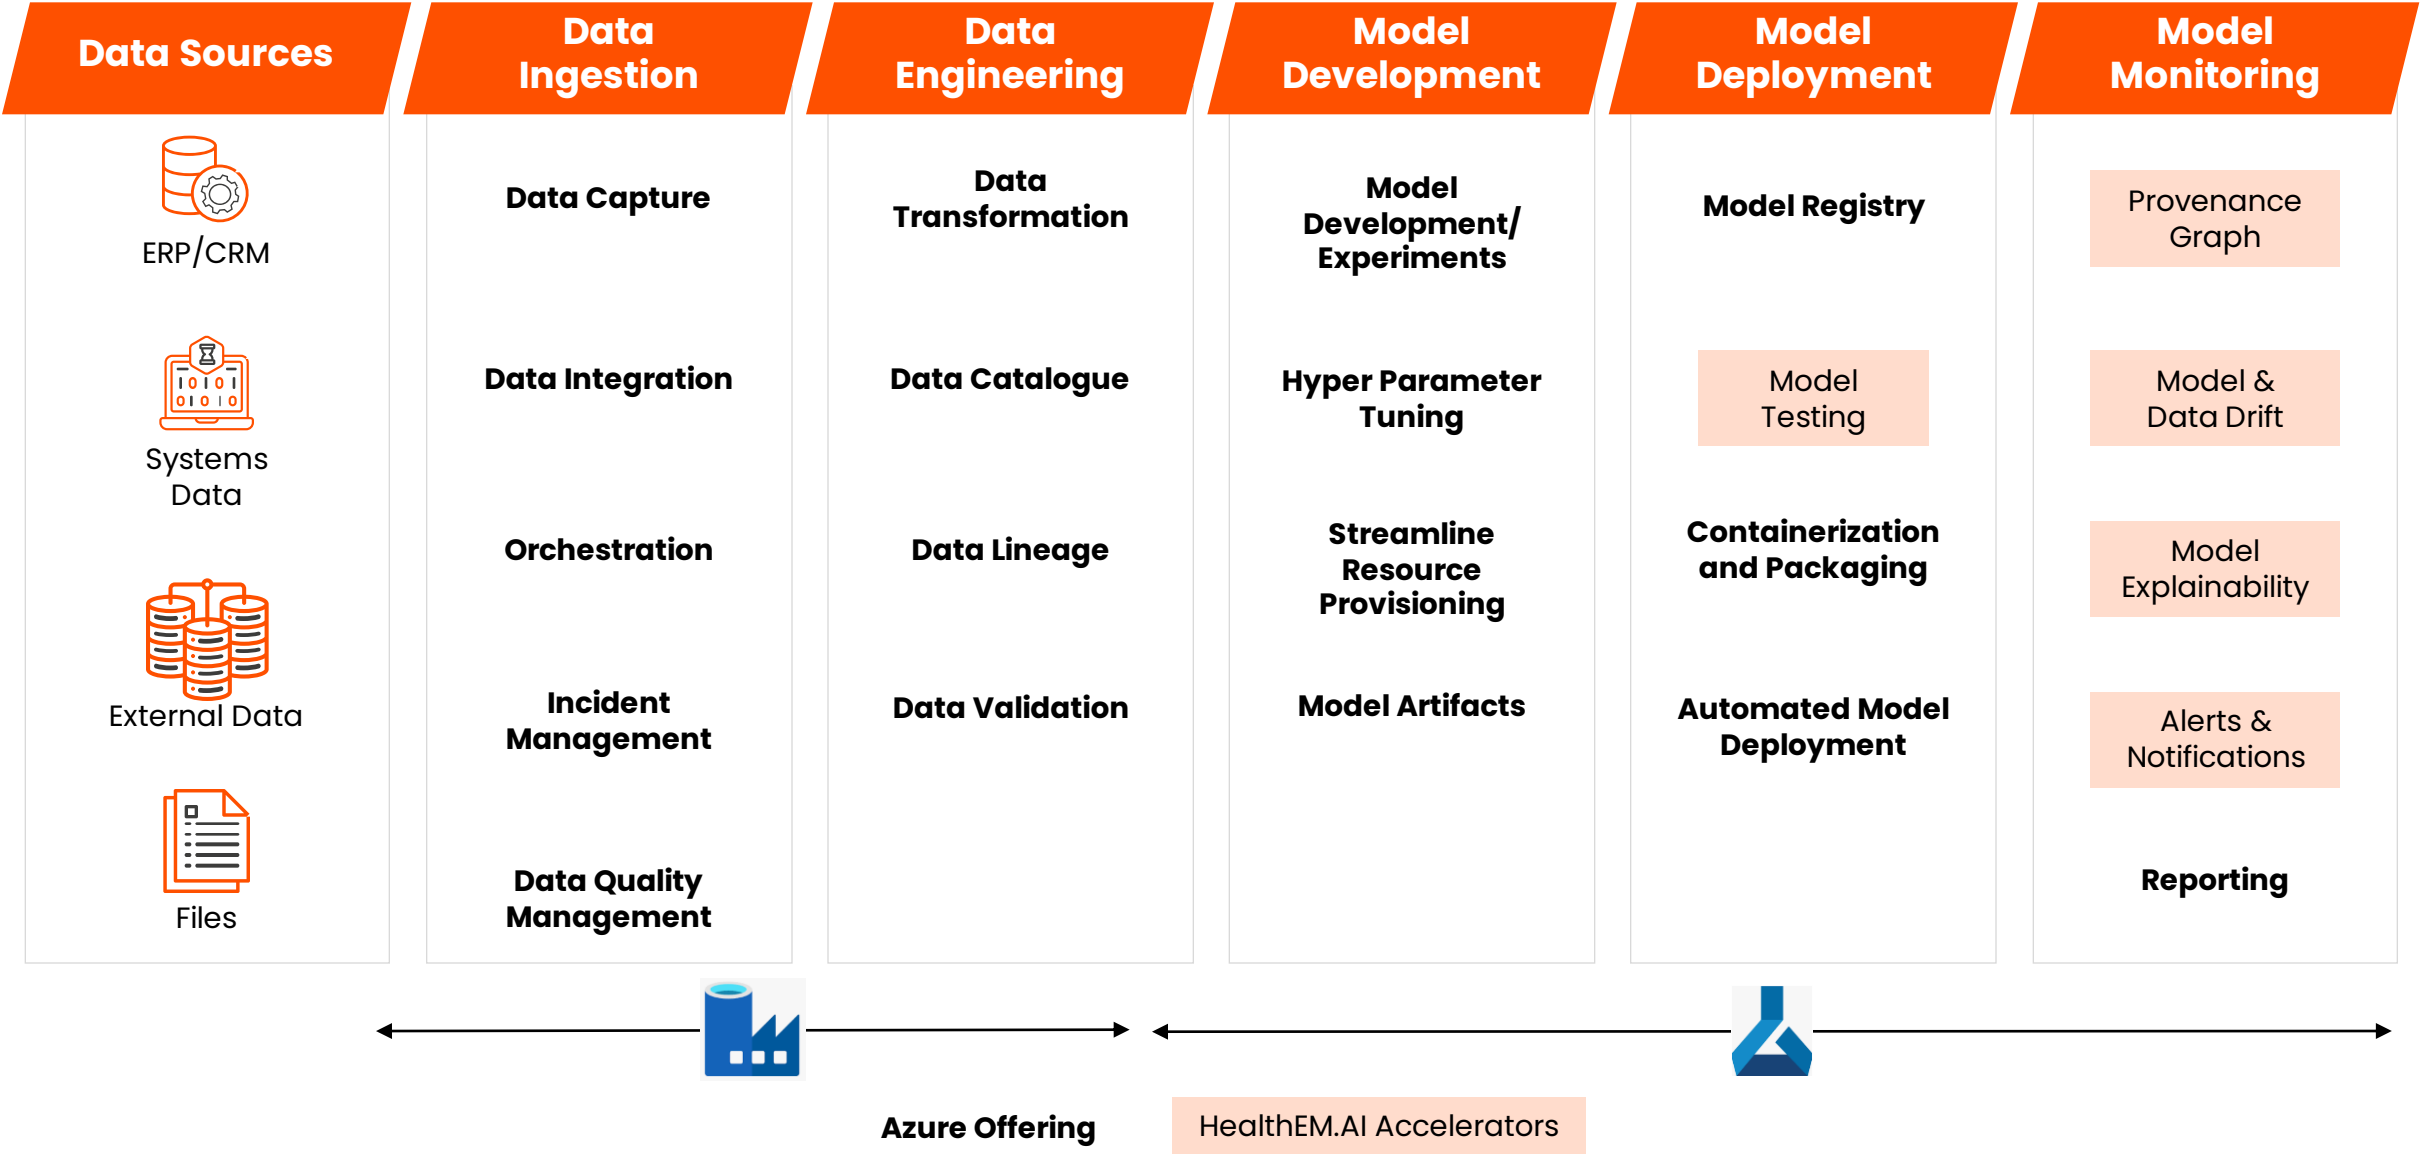 Data Sources
Data
Ingestion
Data
Engineering
Model
Development
Model
Deployment
Model
Monitoring
ERP/CRM
Systems
Data
External Data
Files
Data Capture
Data Integration
Orchestration
Incident
Management
Data Quality
Management
Data
Transformation
Data Catalogue
Data Lineage
Data Validation
Model
Development/
Experiments
Hyper Parameter
Tuning
Streamline
Resource
Provisioning
Model Artifacts
Model Registry
Model
Testing
Containerization
and Packaging
Automated Model
Deployment
Provenance
Graph
Model &
Data Drift
Model
Explainability
Alerts &
Notifications
Reporting
Azure Offering
HealthEM.AI Accelerators